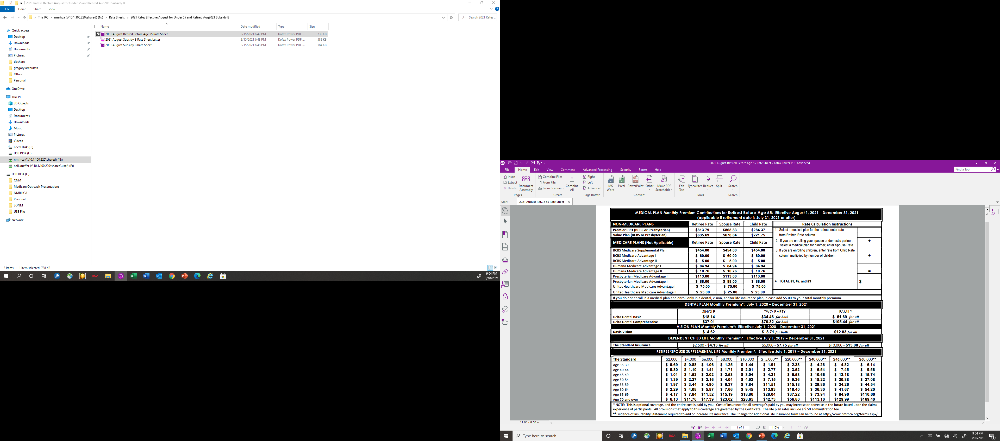 2021 Rates Effective August for Under 55 and Retired Aug2021 Subsidy B
File Home Share View
This PC › nmrhca (\\10.1.100.220\shared) (N:) › Rate Sheets › 2021 Rates Effective August for Under 55 and Retired Aug2021 Subsidy B
Search 2021 Rates ...
Name Date modified Type Size
2021 August Retired Before Age 55 Rate Sheet 2/15/2021 6:42 PM Kofax Power PDF ... 739 KB
2021 August Subsidy B Rate Sheet Letter 2/15/2021 6:48 PM Kofax Power PDF ... 583 KB
2021 August Subsidy B Rate Sheet 2/15/2021 6:48 PM Kofax Power PDF ... 584 KB
Quick access
Desktop
Downloads
Documents
Pictures
dbshare
gregory.archuleta
Office
Personal
OneDrive
This PC
3D Objects
Desktop
Documents
Downloads
Music
Pictures
Videos
Local Disk (C:)
USB DISK (E:)
nmrhca (\\10.1.100.220\shared) (N:)
neil.kueffer (\\10.1.100.220\shared\user) (P:)
USB DISK (E:)
CNM
Medicare Outreach Presentations
NMRHCA
Personal
SONM
USB File
Network
3 items 1 item selected 738 KB
RSA
9:04 PM
3/10/2021
2021 August Retired Before Age 55 Rate Sheet - Kofax Power PDF Advanced
File Home Edit View Comment Advanced Processing Security Forms Help
Find a Tool
Insert
Extract
Delete
Document Assembly
Pages
Combine Files
From File
From Scanner
Combine All
Create
Right
Left
Advanced
Page Rotate
MS Word
Excel
PowerPoint
Other
Make PDF Searchable
Convert
Edit Text
Typewriter
Reduce
Split
Tools
Search
Search
Start 2021 August Ret...e 55 Rate Sheet
MEDICAL PLAN Monthly Premium Contributions for Retired Before Age 55: Effective August 1, 2021 – December 31, 2021
(applicable if retirement date is July 31, 2021 or after)
NON-MEDICARE PLANS Retiree Rate Spouse Rate Child Rate Rate Calculation Instructions
Premier PPO (BCBS or Presbyterian) $813.79 $868.83 $284.37
Value Plan (BCBS or Presbyterian) $635.69 $678.64 $221.75
MEDICARE PLANS (Not Applicable) Retiree Rate Spouse Rate Child Rate
BCBS Medicare Supplemental Plan $454.00 $454.00 $454.00
BCBS Medicare Advantage I $ 60.00 $ 60.00 $ 60.00
BCBS Medicare Advantage II $ 5.00 $ 5.00 $ 5.00
Humana Medicare Advantage I $ 84.94 $ 84.94 $ 84.94
Humana Medicare Advantage II $ 10.76 $ 10.76 $ 10.76
Presbyterian Medicare Advantage II $113.00 $113.00 $113.00
Presbyterian Medicare Advantage II $ 88.00 $ 88.00 $ 88.00
UnitedHealthcare Medicare Advantage I $ 75.00 $ 75.00 $ 75.00
UnitedHealthcare Medicare Advantage II $ 25.00 $ 25.00 $ 25.00
1. Select a medical plan for the retiree; enter rate
from Retiree Rate column
2. If you are enrolling your spouse or domestic partner, +
select a medical plan for him/her; enter Spouse Rate
3. If you are enrolling children, enter rate from Child Rate
column multiplied by number of children. +
=
4. TOTAL #1, #2, and #3 $
If you do not enroll in a medical plan and enroll only in a dental, vision, and/or life insurance plan, please add $5.00 to your total monthly premium.
DENTAL PLAN Monthly Premium*: July 1, 2020 – December 31, 2021
SINGLE TWO-PARTY FAMILY
Delta Dental Basic $18.14 $34.46 for both $ 51.69 for all
Delta Dental Comprehensive $37.01 $70.32 for both $105.44 for all
VISION PLAN Monthly Premium*: Effective July 1, 2020 – December 31, 2021
Davis Vision $ 4.62 $ 8.71 for both $12.83 for all
DEPENDENT CHILD LIFE Monthly Premium*: Effective July 1, 2019 – December 31, 2021
The Standard Insurance $2,500 - $4.13 for all $5,000 - $7.75 for all $10,000 - $15.00 for all
RETIREE/SPOUSE SUPPLEMENTAL LIFE Monthly Premium*: Effective July 1, 2019 – December 31, 2021
The Standard $2,000 $4,000 $6,000 $8,000 $10,000 $15,000** $20,000** $40,000** $46,000** $60,000**
Age 35-39 $ 0.69 $ 0.88 $ 1.06 $ 1.25 $ 1.44 $ 1.91 $ 2.38 $ 4.26 $ 4.82 $ 6.14
Age 40-44 $ 0.80 $ 1.10 $ 1.41 $ 1.71 $ 2.01 $ 2.77 $ 3.52 $ 6.54 $ 7.45 $ 9.56
Age 45-49 $ 1.01 $ 1.52 $ 2.02 $ 2.53 $ 3.04 $ 4.31 $ 5.58 $ 10.66 $ 12.18 $ 15.74
Age 50-54 $ 1.39 $ 2.27 $ 3.16 $ 4.04 $ 4.93 $ 7.15 $ 9.36 $ 18.22 $ 20.88 $ 27.08
Age 55-59 $ 1.97 $ 3.44 $ 4.90 $ 6.37 $ 7.84 $11.51 $15.18 $ 29.86 $ 34.26 $ 44.54
Age 60-64 $ 2.29 $ 4.08 $ 5.87 $ 7.66 $ 9.45 $13.93 $18.40 $ 36.30 $ 41.67 $ 54.20
Age 65-69 $ 4.17 $ 7.84 $11.52 $15.19 $18.86 $28.04 $37.22 $ 73.94 $ 84.96 $110.66
Age 70 and over $ 6.13 $11.76 $17.39 $23.02 $28.65 $42.73 $56.80 $113.10 $129.99 $169.40
* NOTE: This is optional coverage, and the entire cost is paid by you. Cost of insurance for all coverage's paid by you may increase or decrease in the future based upon the claims
experience of participants. All provisions that apply to this coverage are governed by the Certificate. The life plan rates include a $.50 administration fee.
**Evidence of Insurability Statement required to add or increase life insurance. The Change for Additional Life Insurance form can be found at http://www.nmrhca.org/forms.aspx/.
11.00 x 8.50 in
1 of 1
110%
Type here to search
RSA
9:04 PM
3/10/2021